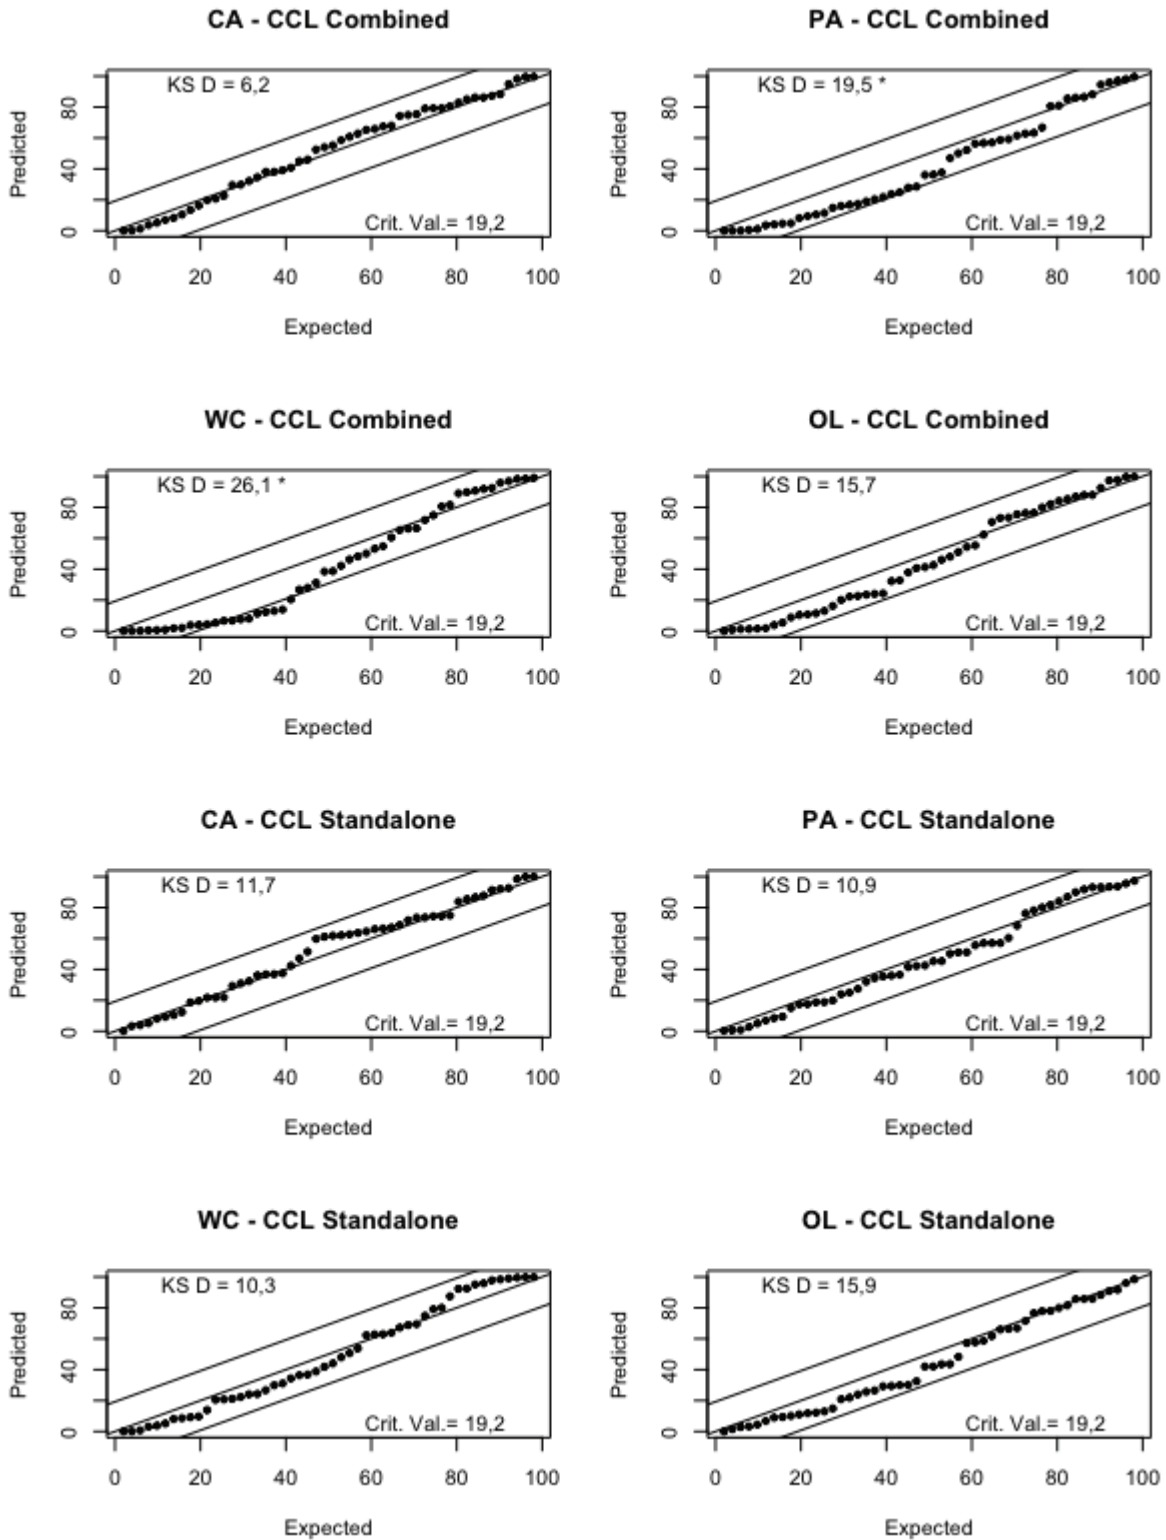 CA - CCL Combined
KS D = 6,2
Crit. Val.= 19,2
Predicted
0 40 80
0 20 40 60 80 100
Expected
PA - CCL Combined
KS D = 19,5 *
Crit. Val.= 19,2
Predicted
0 40 80
0 20 40 60 80 100
Expected
WC - CCL Combined
KS D = 26,1 *
Crit. Val.= 19,2
Predicted
0 40 80
0 20 40 60 80 100
Expected
OL - CCL Combined
KS D = 15,7
Crit. Val.= 19,2
Predicted
0 40 80
0 20 40 60 80 100
Expected
CA - CCL Standalone
KS D = 11,7
Crit. Val.= 19,2
Predicted
0 40 80
0 20 40 60 80 100
Expected
PA - CCL Standalone
KS D = 10,9
Crit. Val.= 19,2
Predicted
0 40 80
0 20 40 60 80 100
Expected
WC - CCL Standalone
KS D = 10,3
Crit. Val.= 19,2
Predicted
0 40 80
0 20 40 60 80 100
Expected
OL - CCL Standalone
KS D = 15,9
Crit. Val.= 19,2
Predicted
0 40 80
0 20 40 60 80 100
Expected